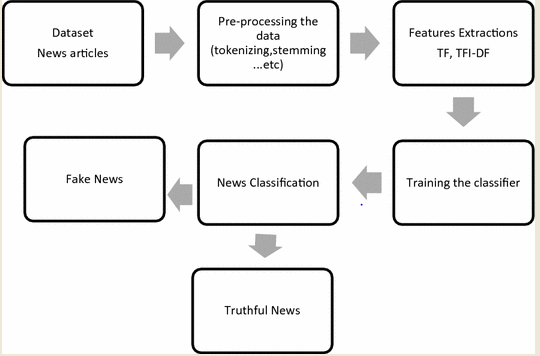 Dataset
News articles
Pre-processing the
data
(tokenizing,stemming
...etc)
Features Extractions
TF, TFI-DF
Fake News
News Classification
Training the classifier
Truthful News